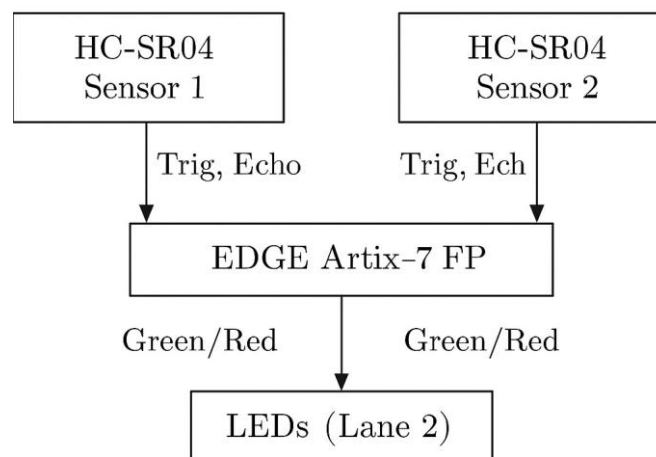 HC-SR04
Sensor 1
HC-SR04
Sensor 2
Trig, Echo
Trig, Ech
EDGE Artix–7 FP
Green/Red
Green/Red
LEDs (Lane 2)